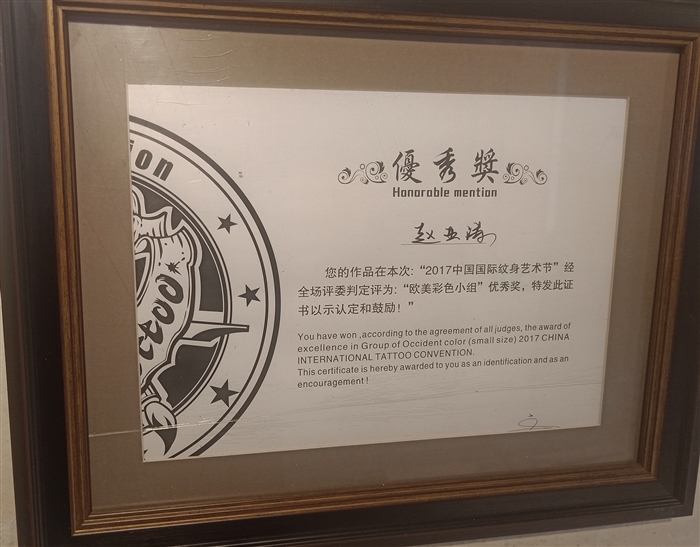 tion
優秀獎
Honorable mention
赵亚涛
您的作品在本次:“2017中国国际纹身艺术节”经
全场评委判定评为:“欧美彩色小组”优秀奖，特发此证
书以示认定和鼓励！”
You have won ,according to the agreement of all judges, the award of
excellence in Group of Occident color (small size) 2017 CHINA
INTERNATIONAL TATTOO CONVENTION.
This certificate is hereby awarded to you as an identification and as an
encouragement !